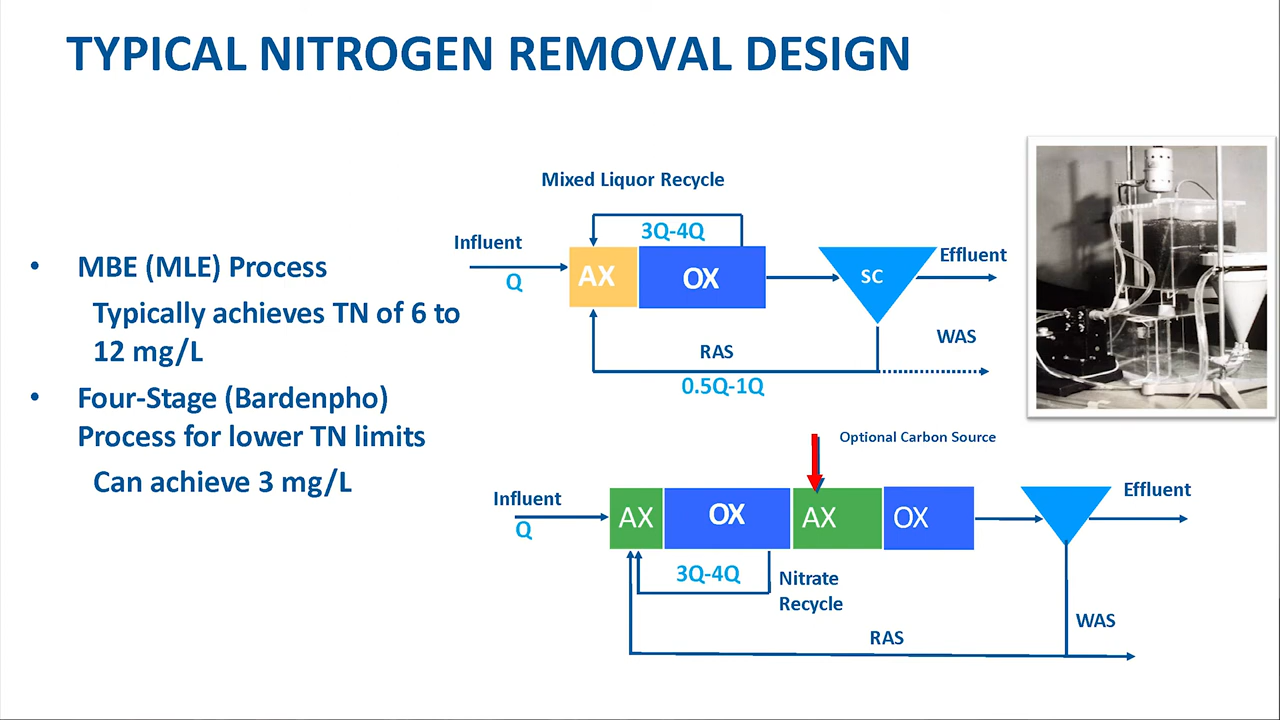 TYPICAL NITROGEN REMOVAL DESIGN
• MBE (MLE) Process
Typically achieves TN of 6 to
12 mg/L
• Four-Stage (Bardenpho)
Process for lower TN limits
Can achieve 3 mg/L
Mixed Liquor Recycle
3Q-4Q
Influent
Q
AX
OX
SC
Effluent
RAS
0.5Q-1Q
WAS
Optional Carbon Source
Influent
Q
AX
OX
AX
OX
Effluent
3Q-4Q
Nitrate
Recycle
RAS
WAS